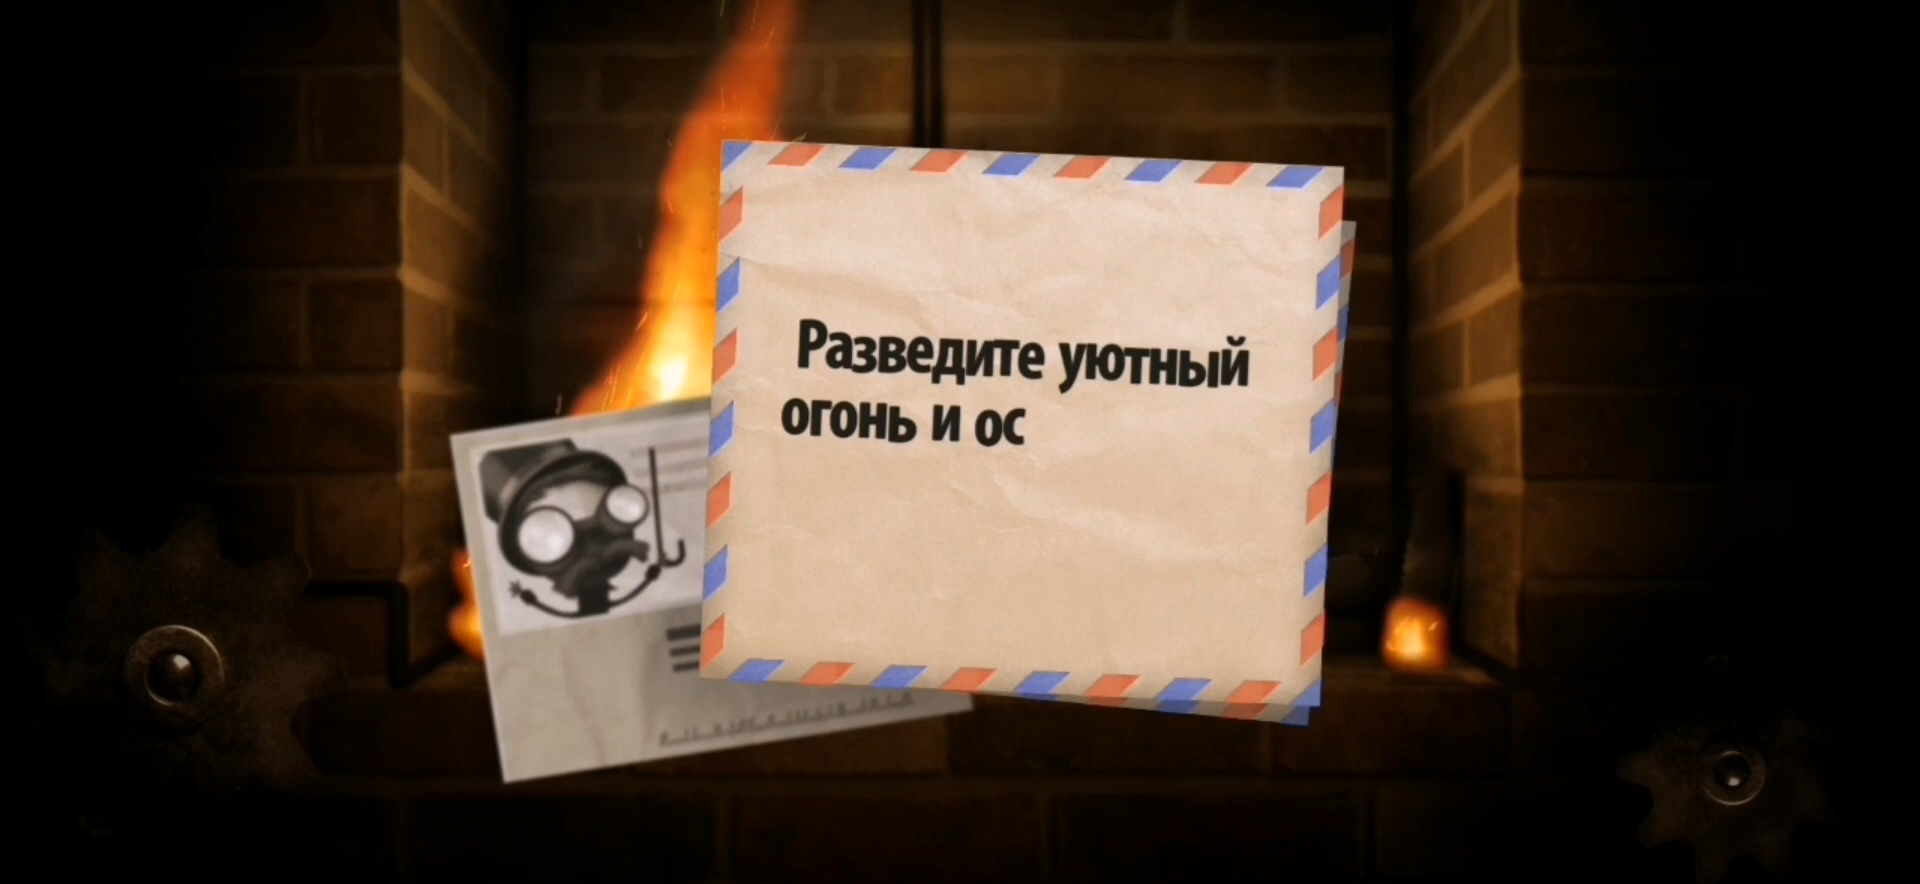 Разведите уютный
огонь и ос